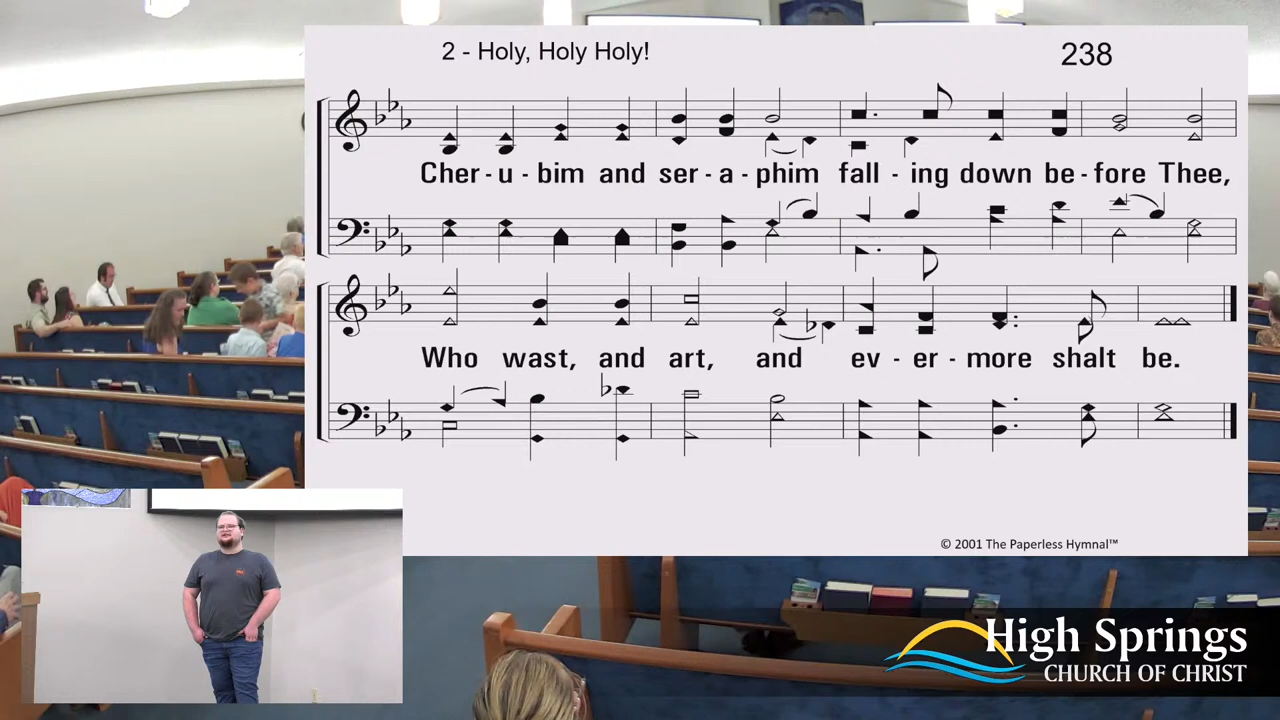 2 - Holy, Holy Holy!
238
Cher - u - bim and ser - a - phim fall - ing down be - fore Thee,
Who wast, and art, and ev - er - more shalt be.
© 2001 The Paperless Hymnal™
High Springs
CHURCH OF CHRIST